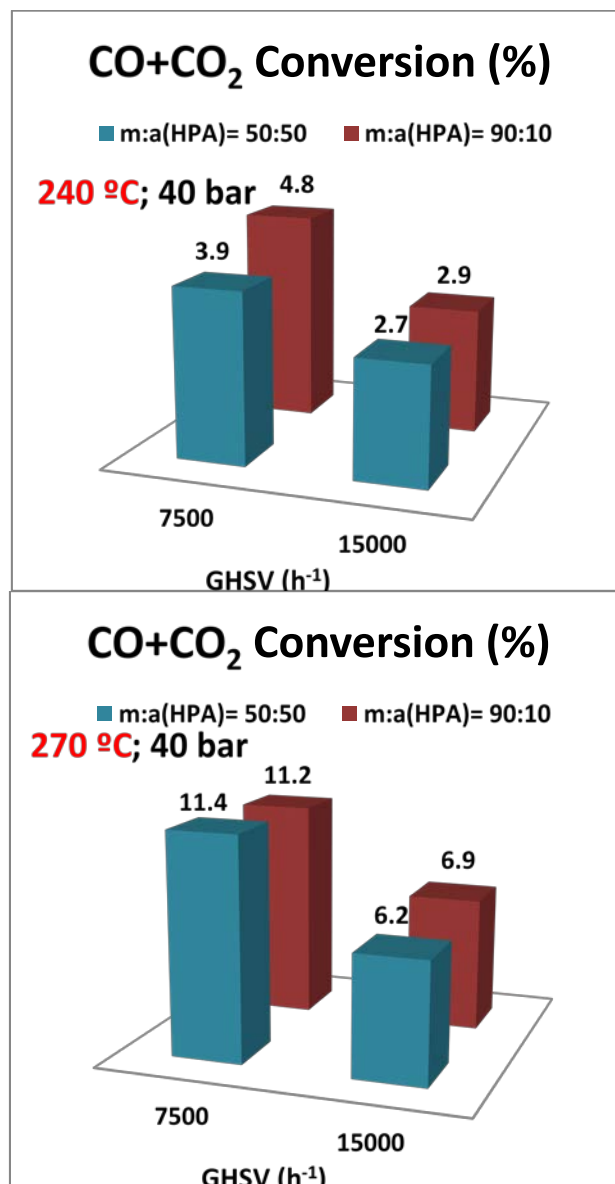 CO+CO₂ Conversion (%)
m:a(HPA)= 50:50 m:a(HPA)= 90:10
240 ºC; 40 bar
4.8
3.9
2.9
2.7
7500
15000
GHSV (h⁻¹)
CO+CO₂ Conversion (%)
m:a(HPA)= 50:50 m:a(HPA)= 90:10
270 ºC; 40 bar
11.2
11.4
6.9
6.2
7500
15000
GHSV (h⁻¹)